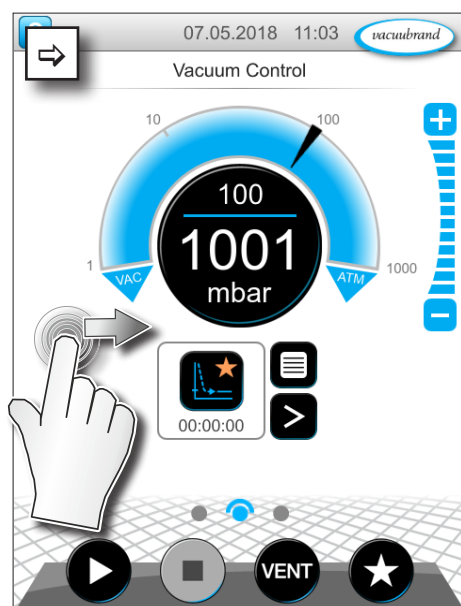 07.05.2018 11:03 vacuubrand
Vacuum Control
10
100
1
1000
VAC
ATM
100
1001
mbar
00:00:00
VENT